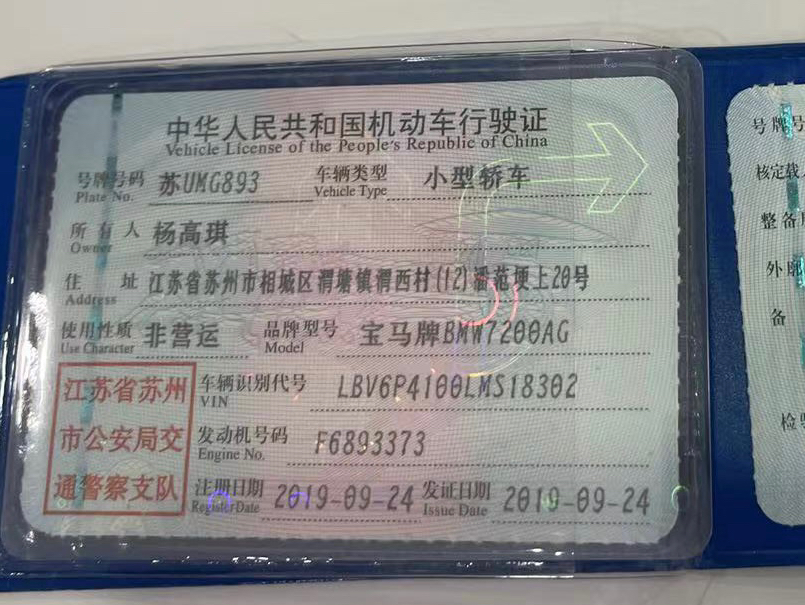 中华人民共和国机动车行驶证
Vehicle License of the People's Republic of China
号牌号码 苏UMG893 车辆类型 小型轿车
Plate No. Vehicle Type
所有人 杨高琪
Owner
住址 江苏省苏州市相城区渭塘镇渭西村(12)潘范埂上20号
Address
使用性质 非营运 品牌型号 宝马牌BMW7200AG
Use Character Model
江苏省苏州
市公安局交
通警察支队
车辆识别代号 LBV6P4100LMS18302
VIN
发动机号码 F6893373
Engine No.
注册日期 2019-09-24 发证日期 2019-09-24
Register Date Issue Date
号牌号
核定载
整备
外廓
备
检验